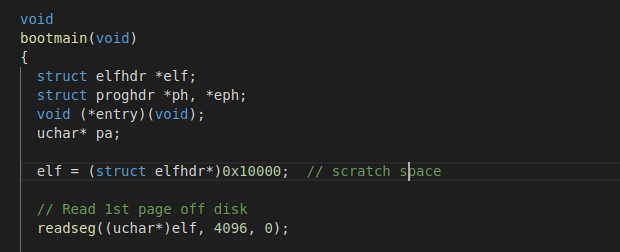 void
bootmain(void)
{
  struct elfhdr *elf;
  struct proghdr *ph, *eph;
  void (*entry)(void);
  uchar* pa;

  elf = (struct elfhdr*)0x10000;  // scratch space

  // Read 1st page off disk
  readseg((uchar*)elf, 4096, 0);